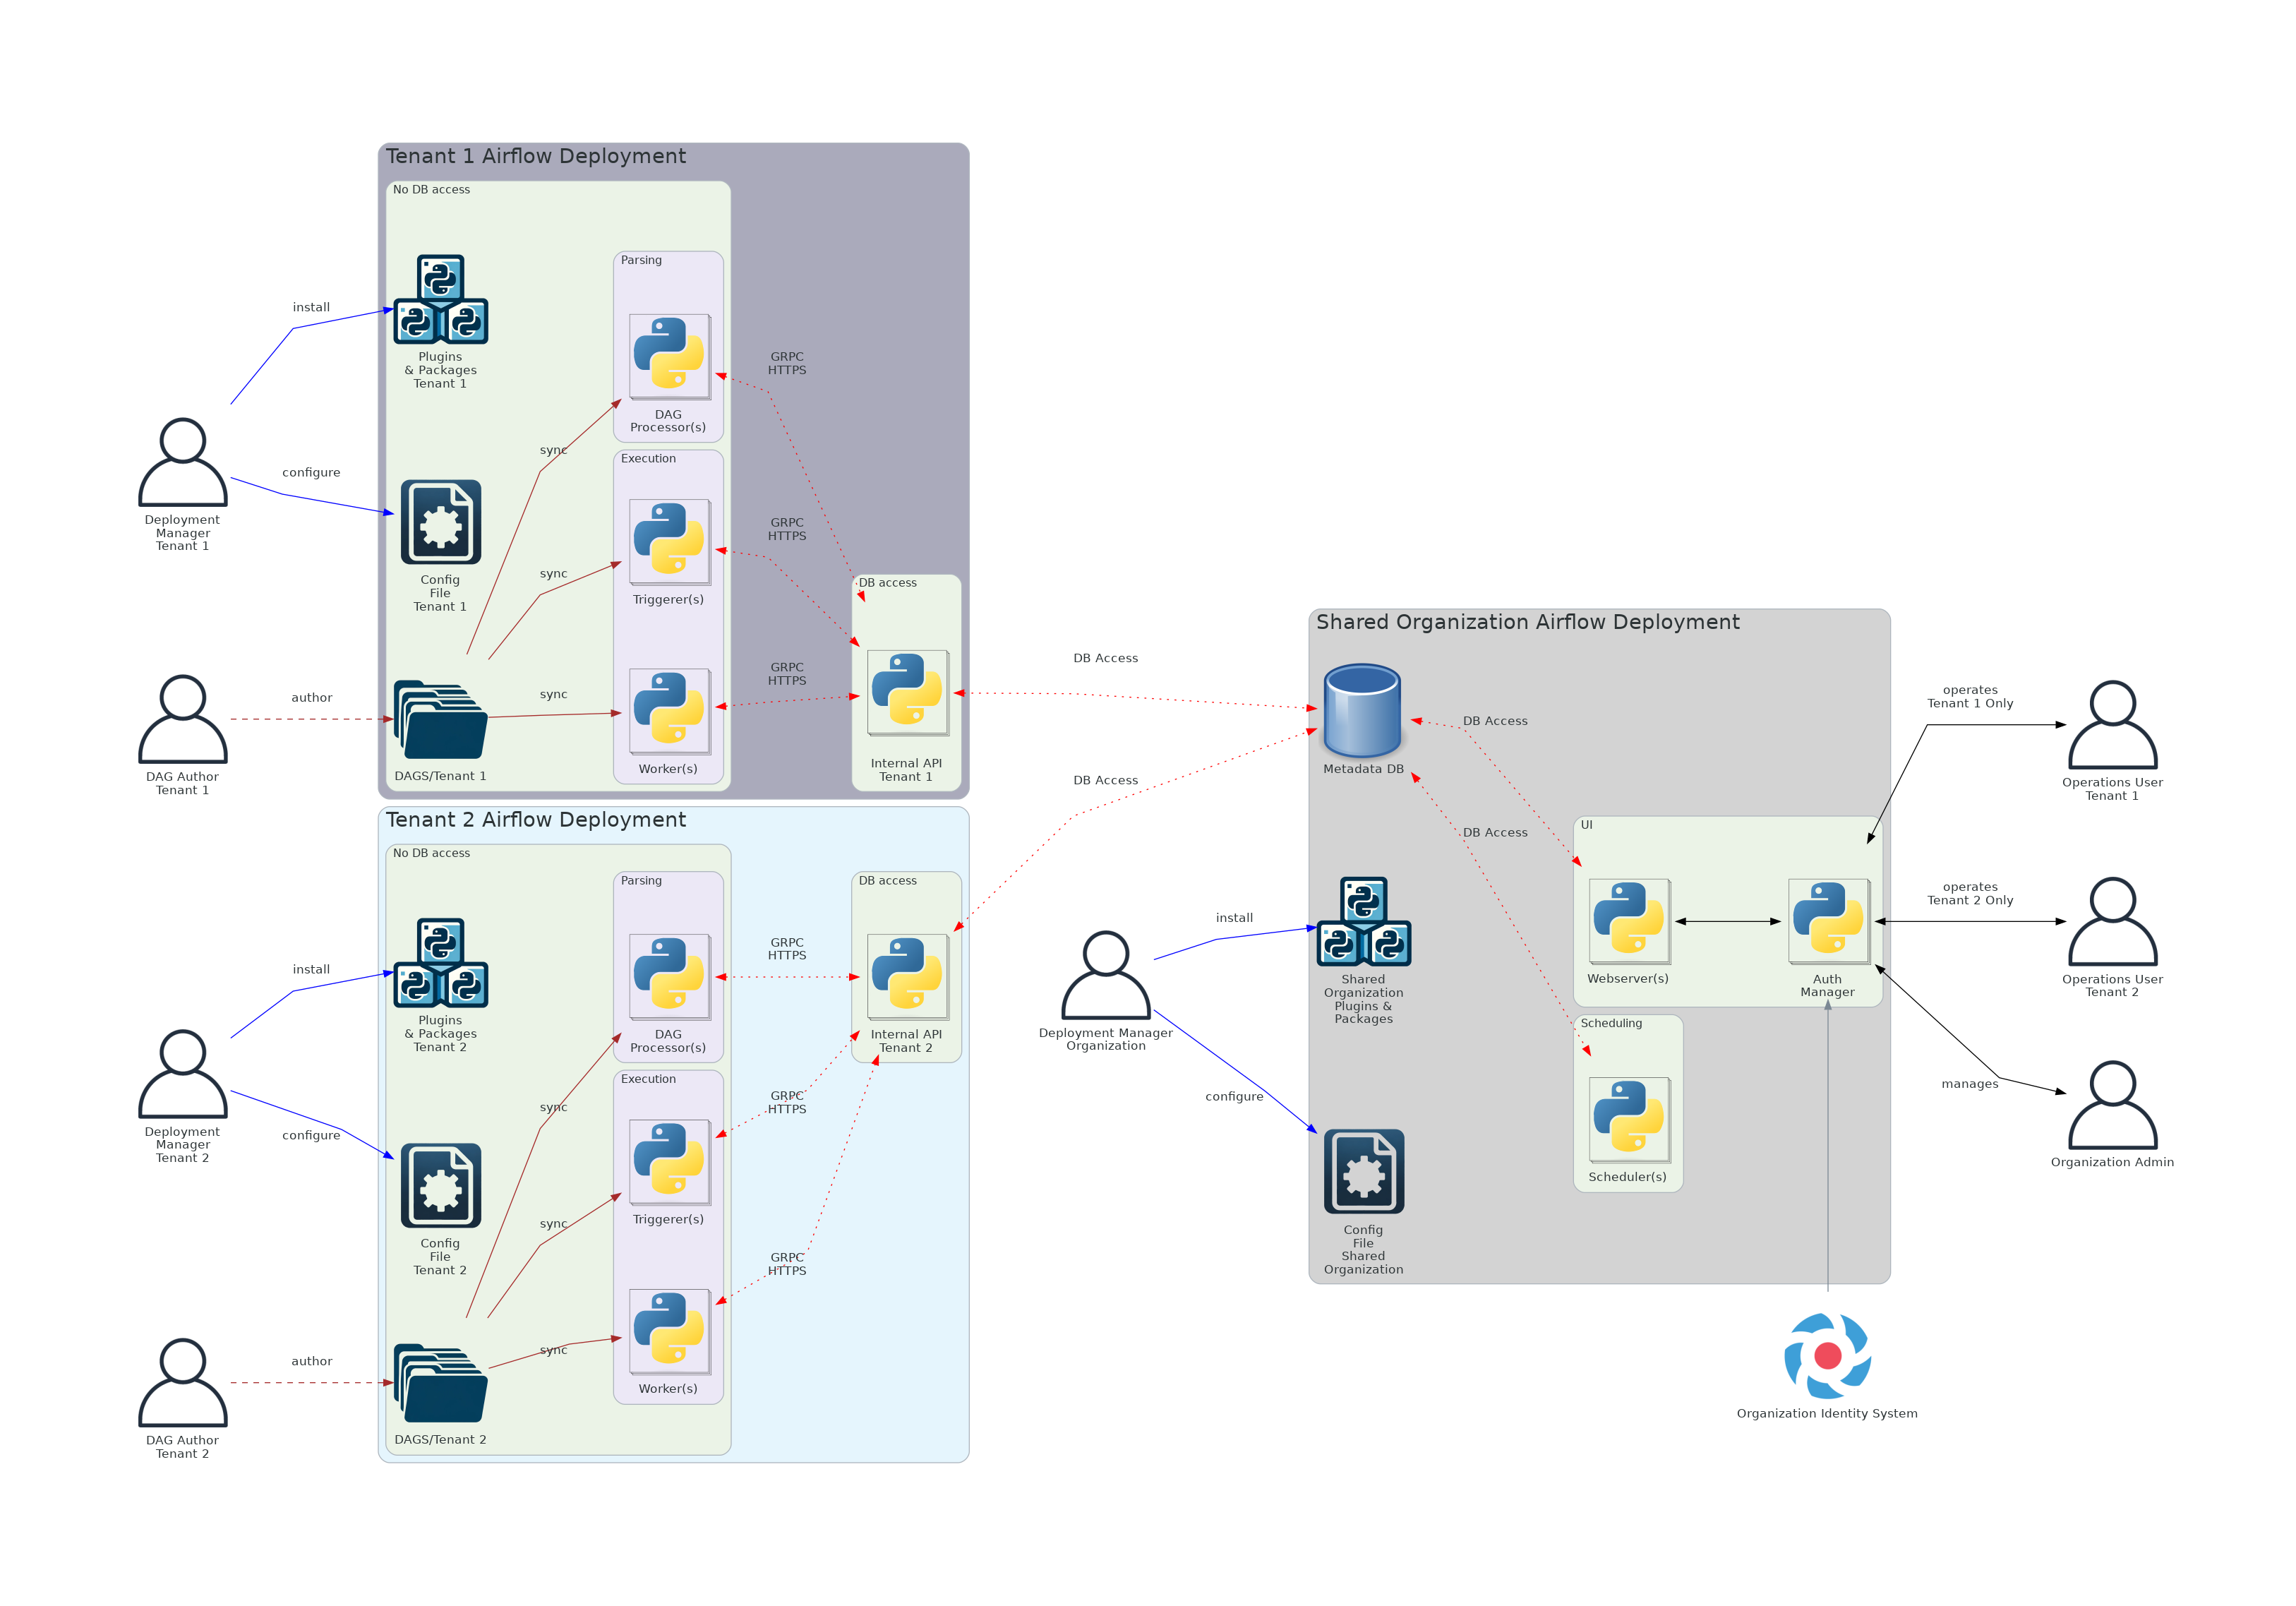 Tenant 1 Airflow Deployment
No DB access
Parsing
install
Plugins
& Packages
Tenant 1
GRPC
HTTPS
DAG
Processor(s)
sync
Execution
configure
Deployment
Manager
Tenant 1
GRPC
HTTPS
Config
File
Tenant 1
sync
Triggerer(s)
DB access
author
sync
GRPC
HTTPS
DAG Author
Tenant 1
DAGS/Tenant 1
Worker(s)
Internal API
Tenant 1
DB Access
DB Access
Tenant 2 Airflow Deployment
No DB access
Parsing
DB access
install
Plugins
& Packages
Tenant 2
GRPC
HTTPS
DAG
Processor(s)
Internal API
Tenant 2
Execution
sync
GRPC
HTTPS
configure
Deployment
Manager
Tenant 2
Config
File
Tenant 2
sync
Triggerer(s)
GRPC
HTTPS
author
sync
Worker(s)
DAG Author
Tenant 2
DAGS/Tenant 2
Shared Organization Airflow Deployment
Metadata DB
DB Access
DB Access
UI
install
Deployment Manager
Organization
configure
Shared
Organization
Plugins &
Packages
Webserver(s)
Auth
Manager
Scheduling
Scheduler(s)
Config
File
Shared
Organization
operates
Tenant 1 Only
Operations User
Tenant 1
operates
Tenant 2 Only
Operations User
Tenant 2
manages
Organization Admin
Organization Identity System